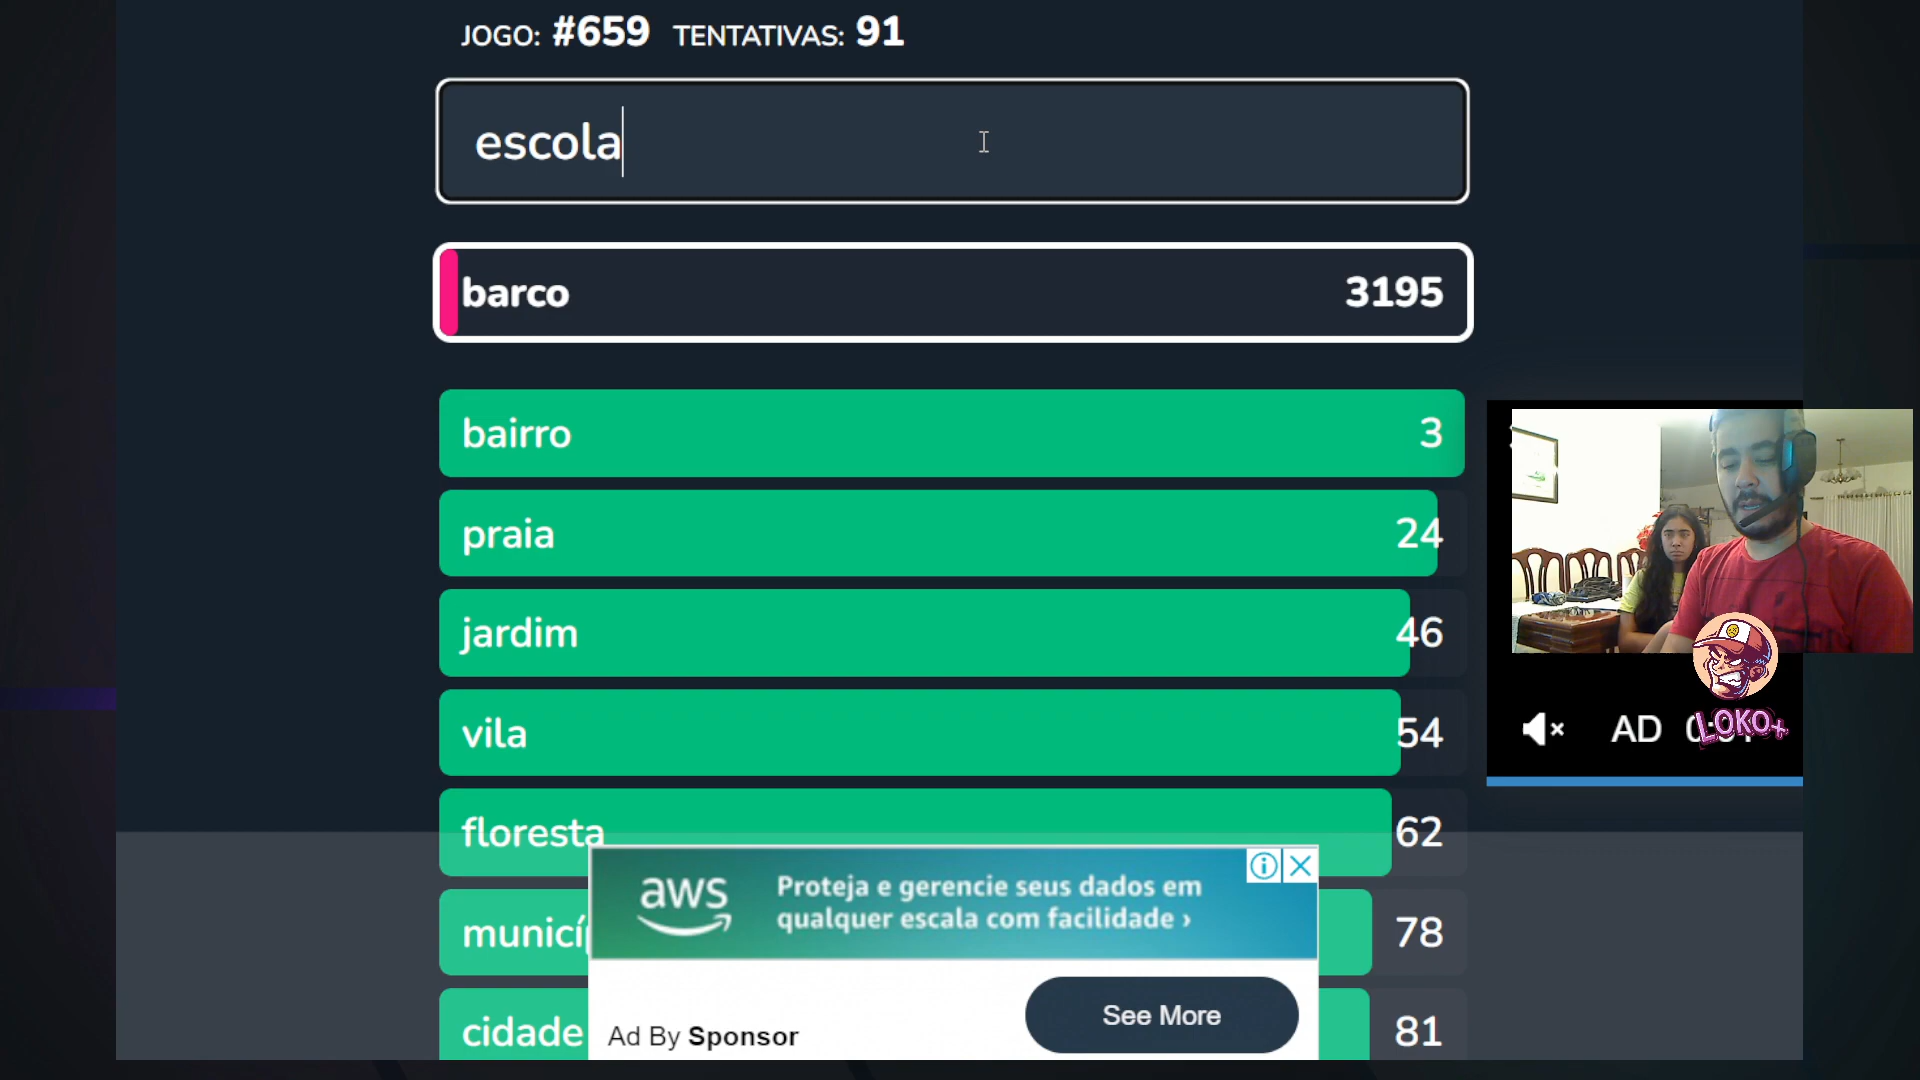 JOGO: #659 TENTATIVAS: 91
escola
barco 3195
bairro 3
praia 24
jardim 46
vila 54
floresta 62
78
cidade 81
aws
Proteja e gerencie seus dados em
qualquer escala com facilidade ›
Ad By Sponsor
See More
AD
LOKO+